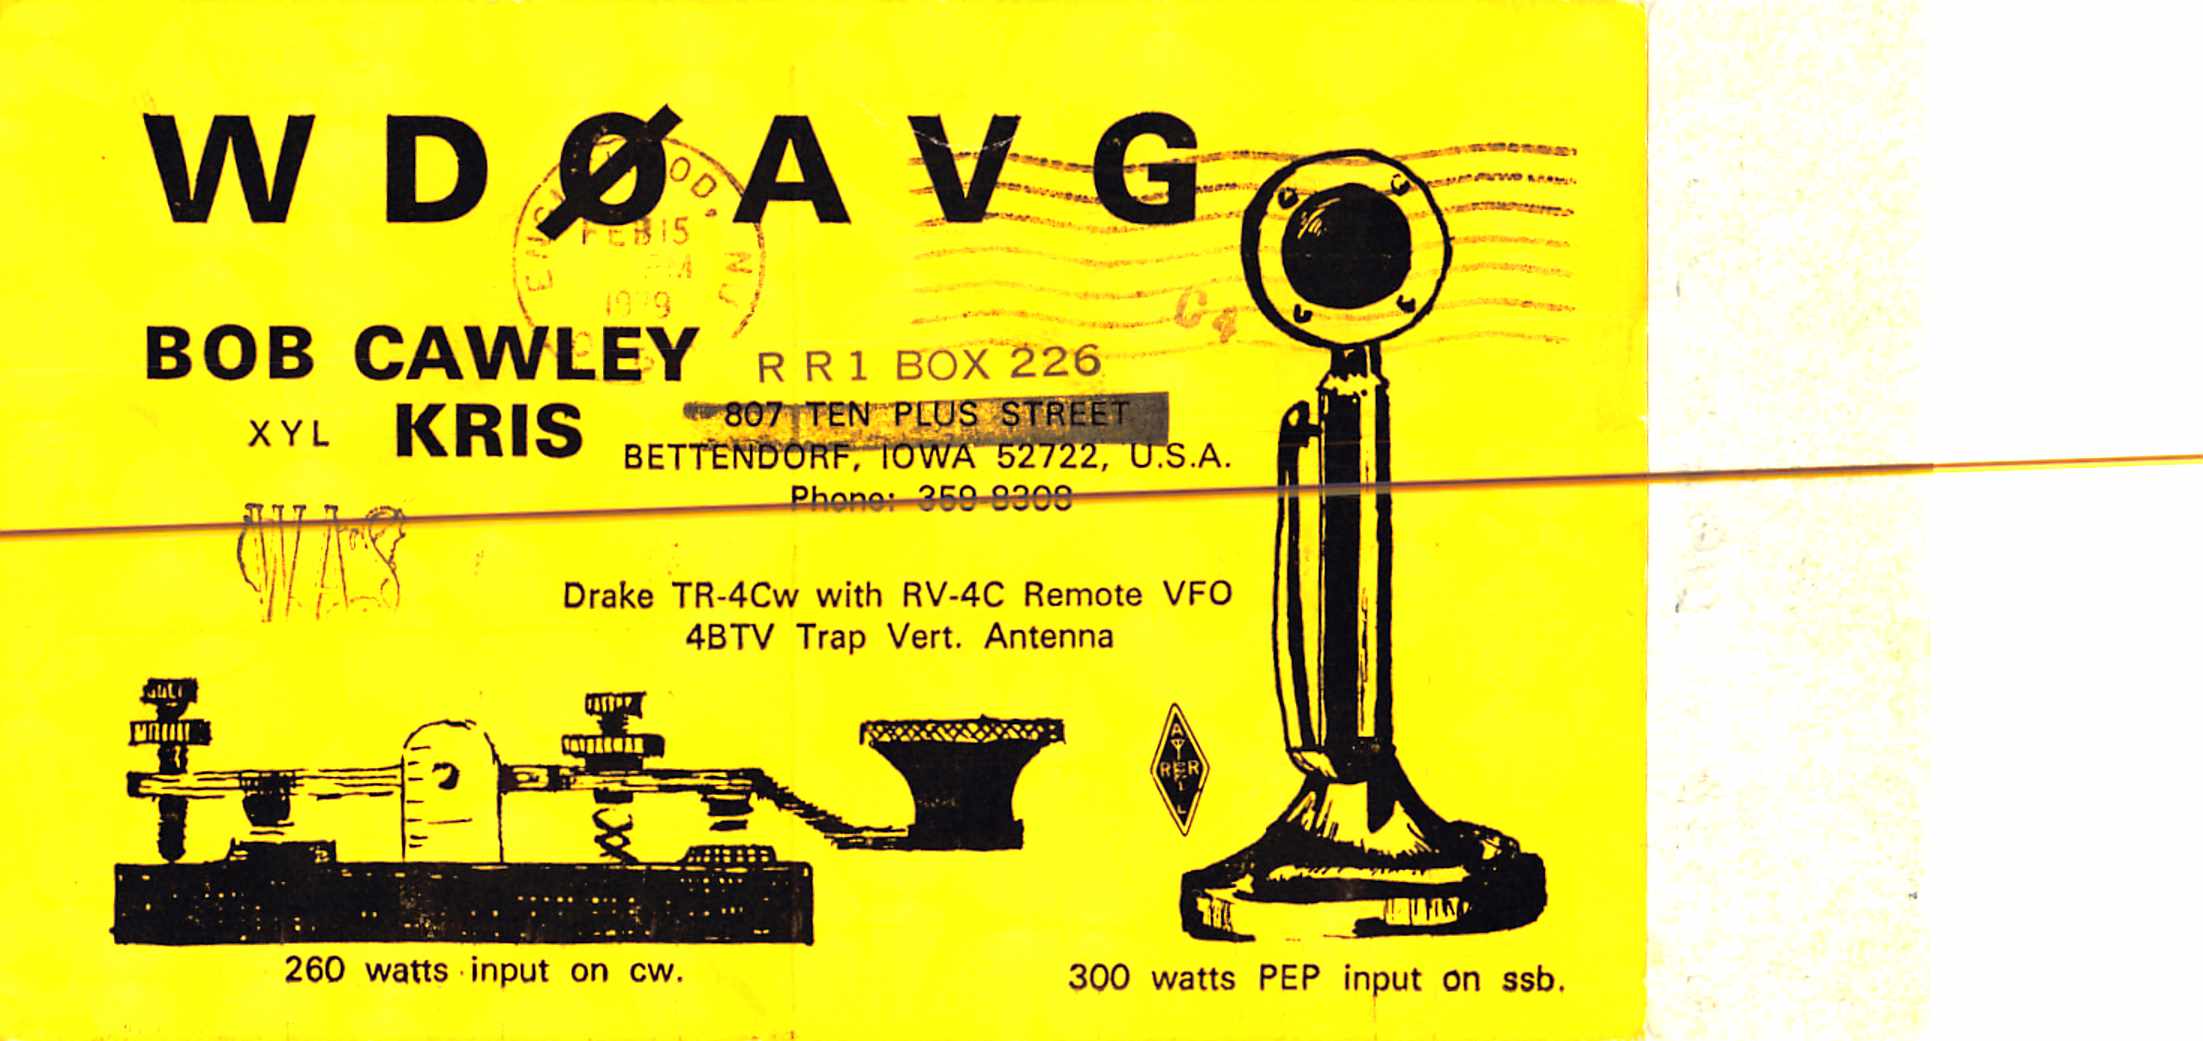 WDØAVG
FEB 15
BOB CAWLEY
XYL KRIS
RR1 BOX 226
807 TEN PLUS STREET
BETTENDORF, IOWA 52722, U.S.A.
Phone: 359-8308
WAS
Drake TR-4Cw with RV-4C Remote VFO
4BTV Trap Vert. Antenna
ARRL
260 watts input on cw.
300 watts PEP input on ssb.